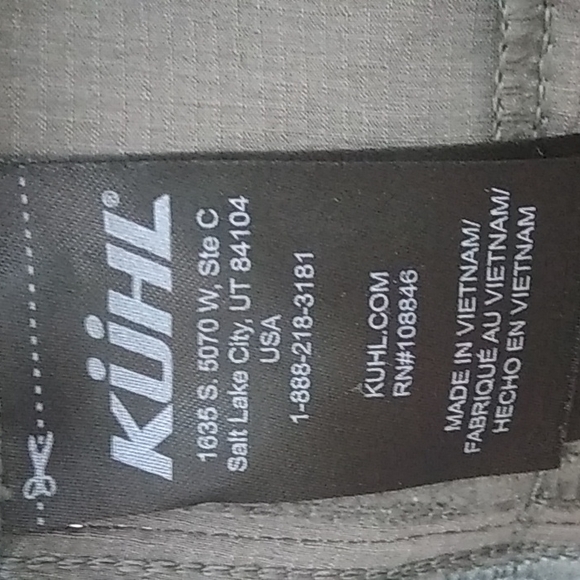 KÜHL®
1635 S. 5070 W, Ste C
Salt Lake City, UT 84104
USA
1-888-218-3181
KUHL.COM
RN#108846
MADE IN VIETNAM/
FABRIQUÉ AU VIETNAM/
HECHO EN VIETNAM